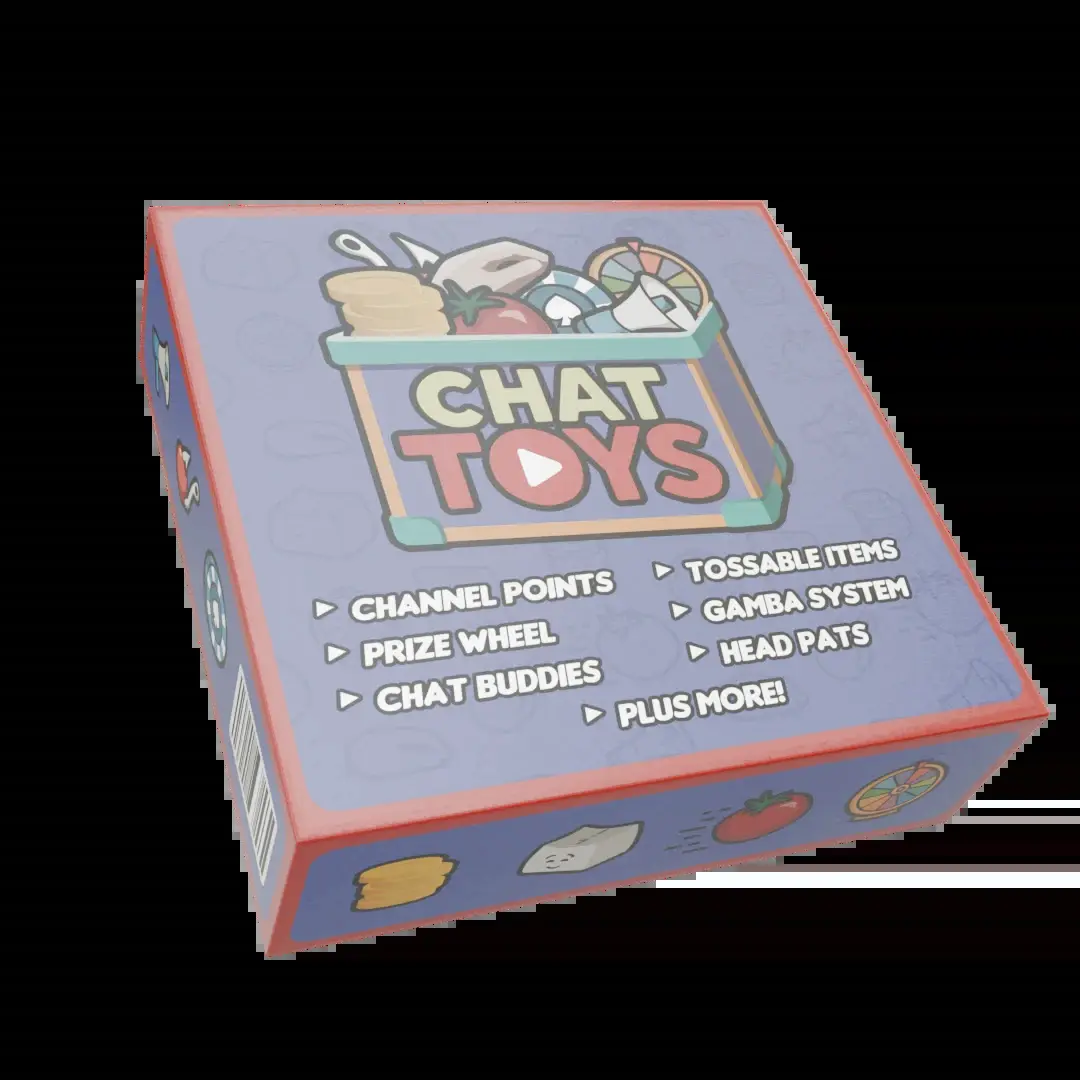 CHAT
TOYS
CHANNEL POINTS
PRIZE WHEEL
CHAT BUDDIES
TOSSABLE ITEMS
GAMBA SYSTEM
HEAD PATS
PLUS MORE!